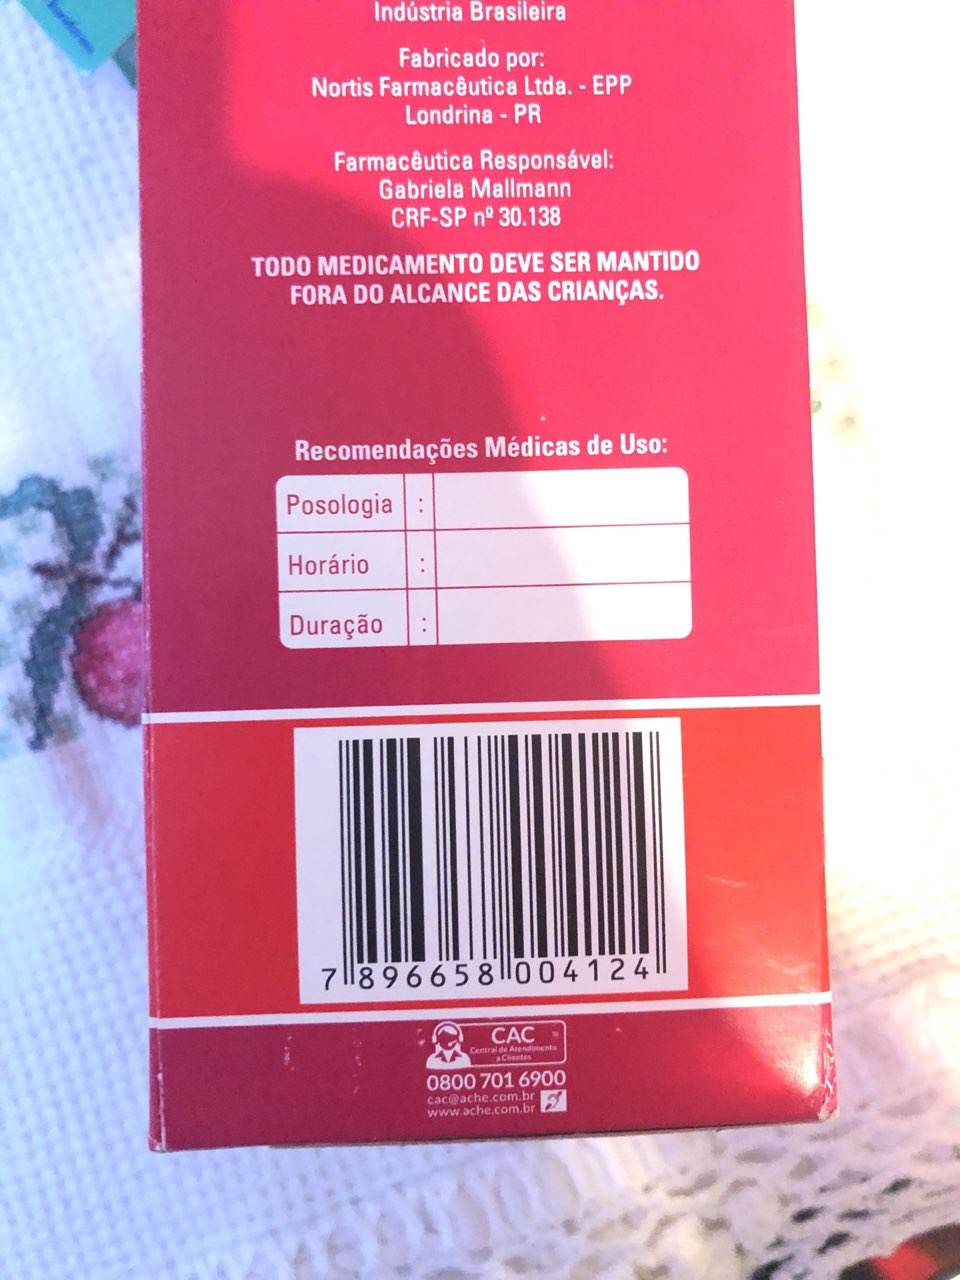 Indústria Brasileira
Fabricado por:
Nortis Farmacêutica Ltda. - EPP
Londrina - PR
Farmacêutica Responsável:
Gabriela Mallmann
CRF-SP nº 30.138
TODO MEDICAMENTO DEVE SER MANTIDO
FORA DO ALCANCE DAS CRIANÇAS.
Recomendações Médicas de Uso:
Posologia :
Horário :
Duração :
7 896658 004124
CAC
Central de Atendimento
a Clientes
0800 701 6900
cac@ache.com.br
www.ache.com.br